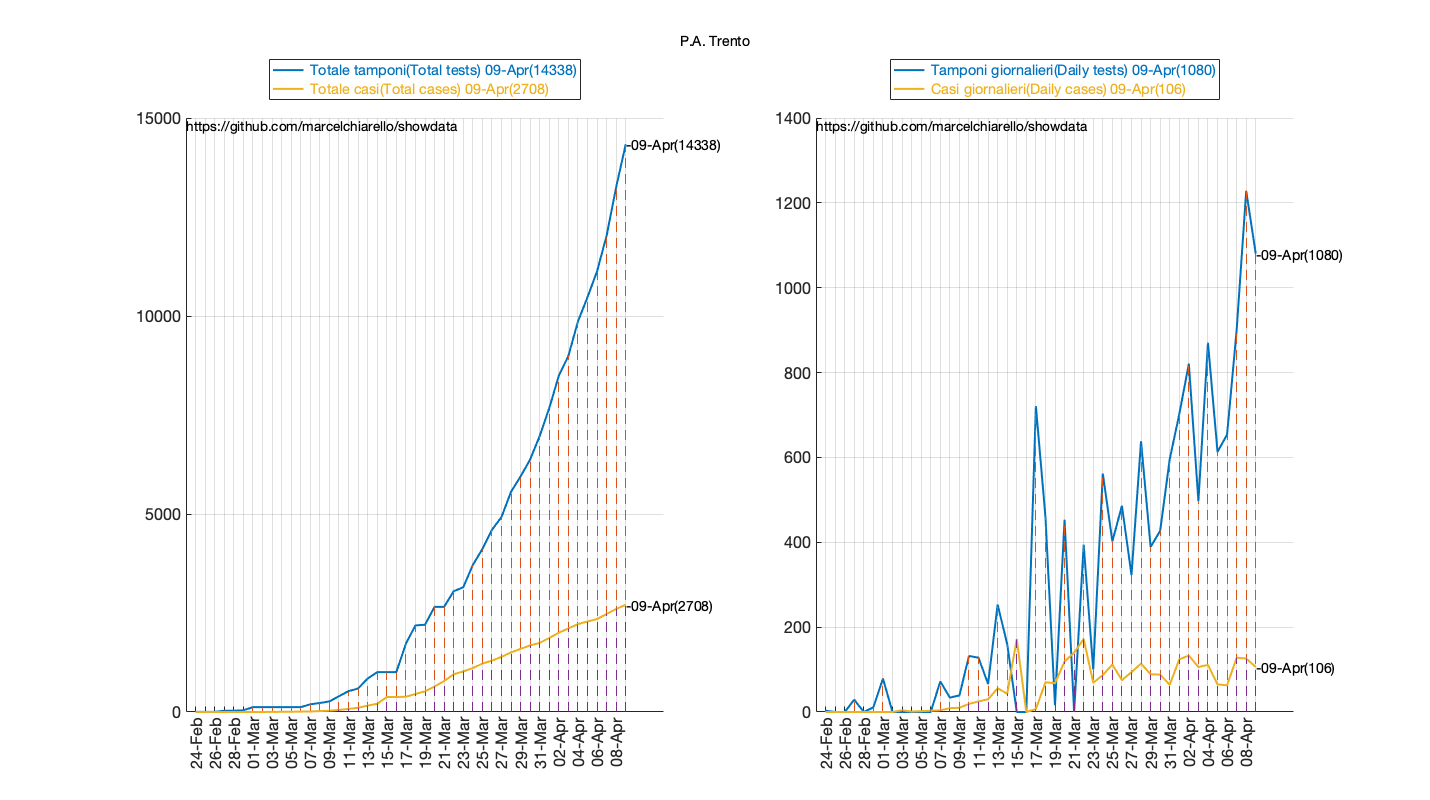 P.A. Trento
Totale tamponi(Total tests) 09-Apr(14338)
Totale casi(Total cases) 09-Apr(2708)
15000
https://github.com/marcelchiarello/showdata
-09-Apr(14338)
10000
5000
-09-Apr(2708)
0
24-Feb
26-Feb
28-Feb
01-Mar
03-Mar
05-Mar
07-Mar
09-Mar
11-Mar
13-Mar
15-Mar
17-Mar
19-Mar
21-Mar
23-Mar
25-Mar
27-Mar
29-Mar
31-Mar
02-Apr
04-Apr
06-Apr
08-Apr
Tamponi giornalieri(Daily tests) 09-Apr(1080)
Casi giornalieri(Daily cases) 09-Apr(106)
1400
https://github.com/marcelchiarello/showdata
1200
-09-Apr(1080)
1000
800
600
400
200
-09-Apr(106)
0
24-Feb
26-Feb
28-Feb
01-Mar
03-Mar
05-Mar
07-Mar
09-Mar
11-Mar
13-Mar
15-Mar
17-Mar
19-Mar
21-Mar
23-Mar
25-Mar
27-Mar
29-Mar
31-Mar
02-Apr
04-Apr
06-Apr
08-Apr